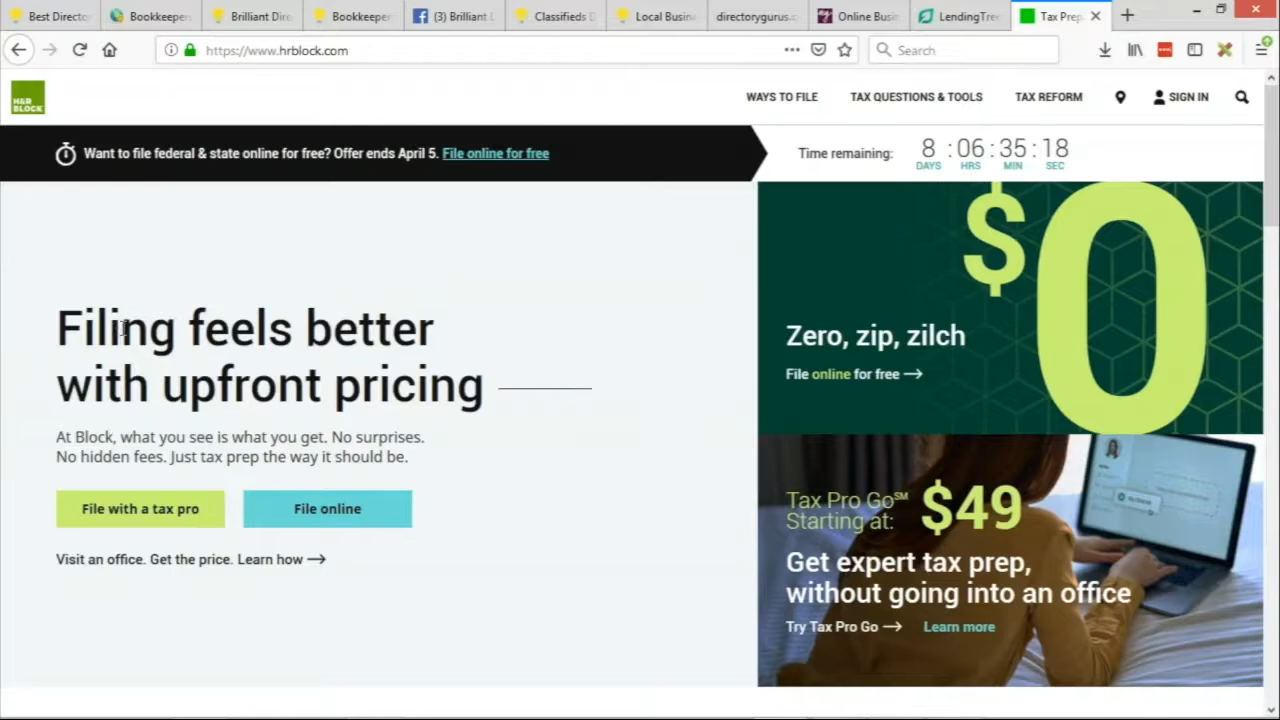 Best Director
Bookkeeper
Brilliant Dire
Bookkeeper
(3) Brilliant D
Classifieds D
Local Busine
directorygurus.c
Online Busin
LendingTree
Tax Prep
https://www.hrblock.com
Search
H&R
BLOCK
WAYS TO FILE
TAX QUESTIONS & TOOLS
TAX REFORM
SIGN IN
Want to file federal & state online for free? Offer ends April 5. File online for free
Time remaining:
8 : 06 : 35 : 18
DAYS HRS MIN SEC
Filing feels better
with upfront pricing
At Block, what you see is what you get. No surprises.
No hidden fees. Just tax prep the way it should be.
File with a tax pro
File online
Visit an office. Get the price. Learn how
$0
Zero, zip, zilch
File online for free
Tax Pro Go℠
Starting at:
$49
Get expert tax prep,
without going into an office
Try Tax Pro Go
Learn more